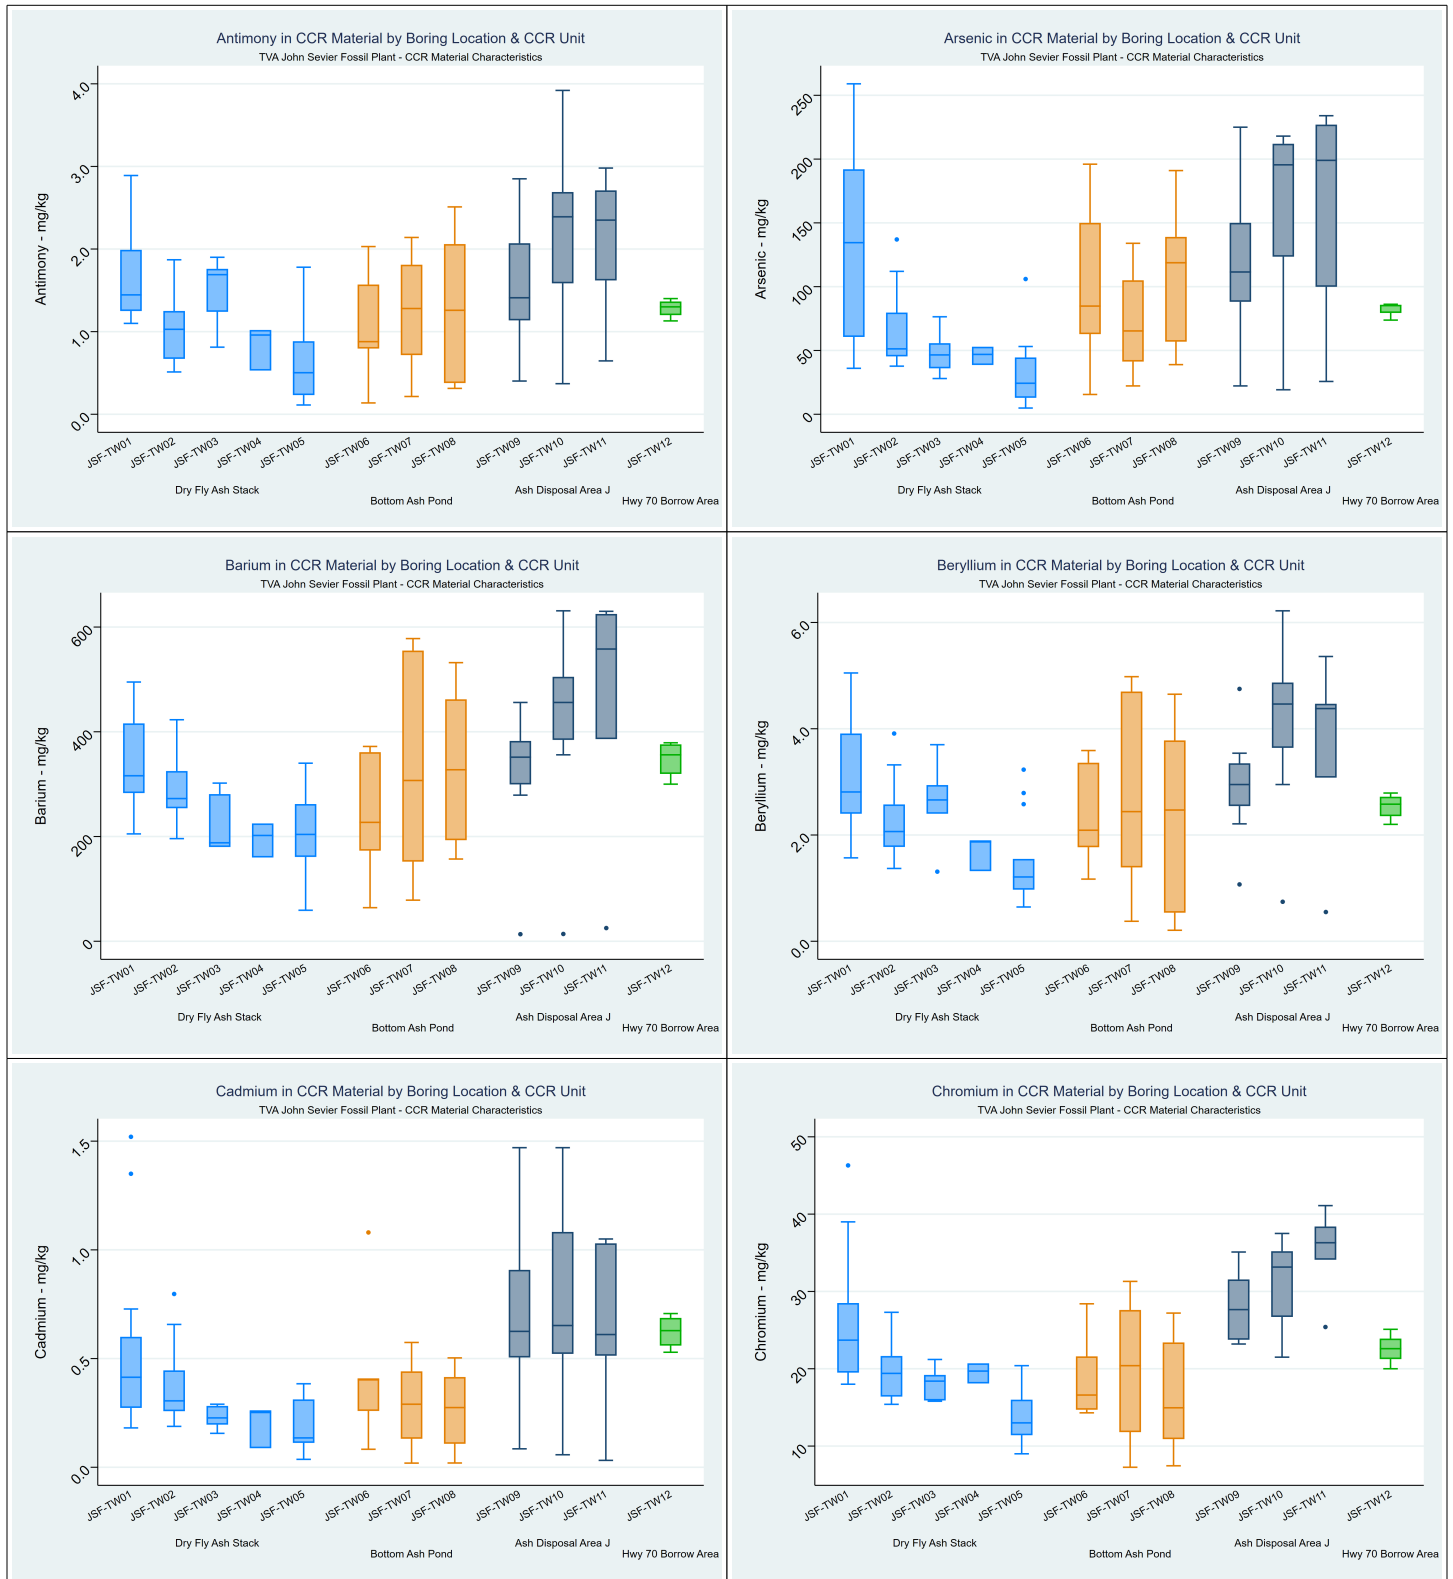 Antimony in CCR Material by Boring Location & CCR Unit
TVA John Sevier Fossil Plant - CCR Material Characteristics
Antimony - mg/kg
4.0
3.0
2.0
1.0
0.0
JSF-TW01 JSF-TW02 JSF-TW03 JSF-TW04 JSF-TW05 JSF-TW06 JSF-TW07 JSF-TW08 JSF-TW09 JSF-TW10 JSF-TW11 JSF-TW12
Dry Fly Ash Stack Ash Disposal Area J
Bottom Ash Pond Hwy 70 Borrow Area
Arsenic in CCR Material by Boring Location & CCR Unit
TVA John Sevier Fossil Plant - CCR Material Characteristics
Arsenic - mg/kg
250
200
150
100
50
0
JSF-TW01 JSF-TW02 JSF-TW03 JSF-TW04 JSF-TW05 JSF-TW06 JSF-TW07 JSF-TW08 JSF-TW09 JSF-TW10 JSF-TW11 JSF-TW12
Dry Fly Ash Stack Ash Disposal Area J
Bottom Ash Pond Hwy 70 Borrow Area
Barium in CCR Material by Boring Location & CCR Unit
TVA John Sevier Fossil Plant - CCR Material Characteristics
Barium - mg/kg
600
400
200
0
JSF-TW01 JSF-TW02 JSF-TW03 JSF-TW04 JSF-TW05 JSF-TW06 JSF-TW07 JSF-TW08 JSF-TW09 JSF-TW10 JSF-TW11 JSF-TW12
Dry Fly Ash Stack Ash Disposal Area J
Bottom Ash Pond Hwy 70 Borrow Area
Beryllium in CCR Material by Boring Location & CCR Unit
TVA John Sevier Fossil Plant - CCR Material Characteristics
Beryllium - mg/kg
6.0
4.0
2.0
0.0
JSF-TW01 JSF-TW02 JSF-TW03 JSF-TW04 JSF-TW05 JSF-TW06 JSF-TW07 JSF-TW08 JSF-TW09 JSF-TW10 JSF-TW11 JSF-TW12
Dry Fly Ash Stack Ash Disposal Area J
Bottom Ash Pond Hwy 70 Borrow Area
Cadmium in CCR Material by Boring Location & CCR Unit
TVA John Sevier Fossil Plant - CCR Material Characteristics
Cadmium - mg/kg
1.5
1.0
0.5
0.0
JSF-TW01 JSF-TW02 JSF-TW03 JSF-TW04 JSF-TW05 JSF-TW06 JSF-TW07 JSF-TW08 JSF-TW09 JSF-TW10 JSF-TW11 JSF-TW12
Dry Fly Ash Stack Ash Disposal Area J
Bottom Ash Pond Hwy 70 Borrow Area
Chromium in CCR Material by Boring Location & CCR Unit
TVA John Sevier Fossil Plant - CCR Material Characteristics
Chromium - mg/kg
50
40
30
20
10
JSF-TW01 JSF-TW02 JSF-TW03 JSF-TW04 JSF-TW05 JSF-TW06 JSF-TW07 JSF-TW08 JSF-TW09 JSF-TW10 JSF-TW11 JSF-TW12
Dry Fly Ash Stack Ash Disposal Area J
Bottom Ash Pond Hwy 70 Borrow Area